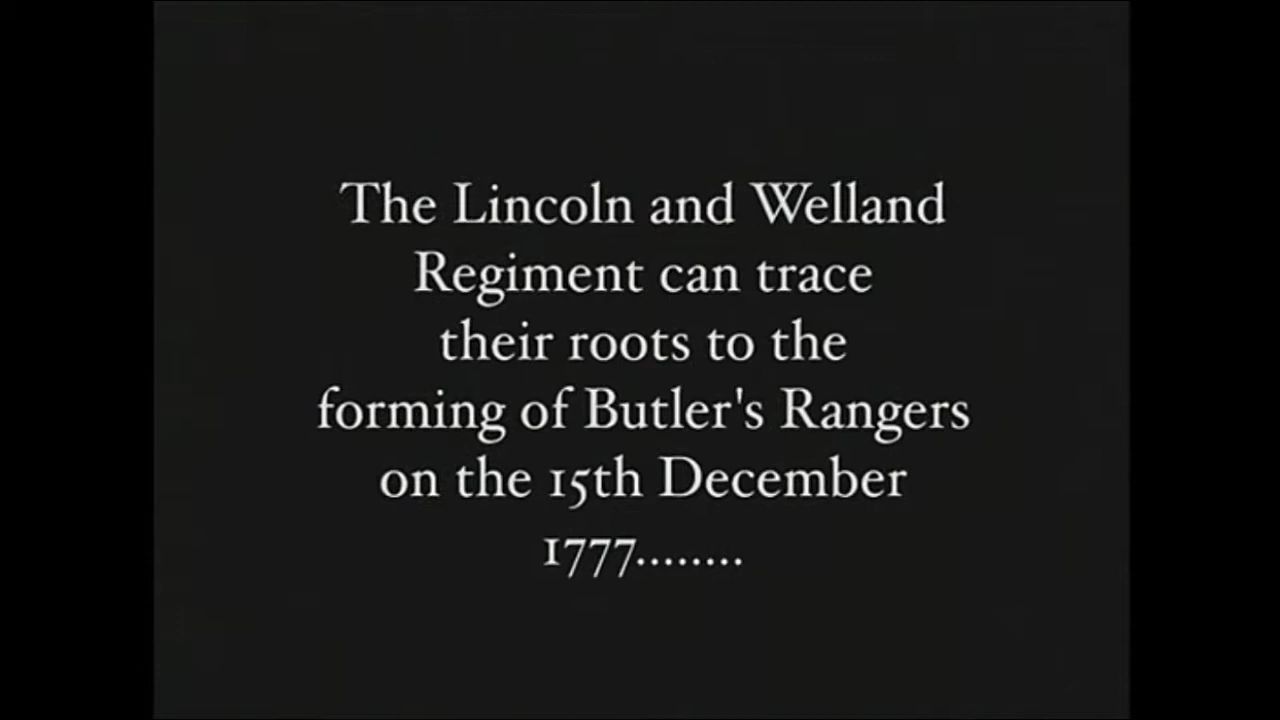 The Lincoln and Welland
Regiment can trace
their roots to the
forming of Butler's Rangers
on the 15th December
1777........